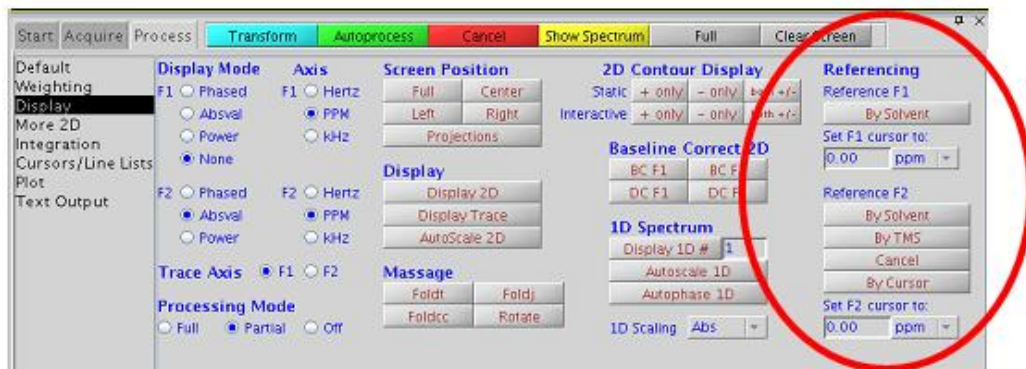 Start Acquire Process Transform Autoprocess Cancel Show Spectrum Full Clear Screen
Default
Weighting
Display
More 2D
Integration
Cursors/Line Lists
Plot
Text Output
Display Mode Axis
F1 Phased F1 Hertz
Absval PPM
Power kHz
None
F2 Phased F2 Hertz
Absval PPM
Power kHz
Trace Axis F1 F2
Processing Mode
Full Partial Off
Screen Position
Full Center
Left Right
Projections
Display
Display 2D
Display Trace
AutoScale 2D
Massage
Foldt Foldj
Foldcc Rotate
2D Contour Display
Static + only - only both +/-
Interactive + only - only both +/-
Baseline Correct 2D
BC F1 BC
DC F1 DC
1D Spectrum
Display 1D # 1
Autoscale 1D
Autophase 1D
1D Scaling Abs
Referencing
Reference F1
By Solvent
Set F1 cursor to:
0.00 ppm
Reference F2
By Solvent
By TMS
Cancel
By Cursor
Set F2 cursor to:
0.00 ppm